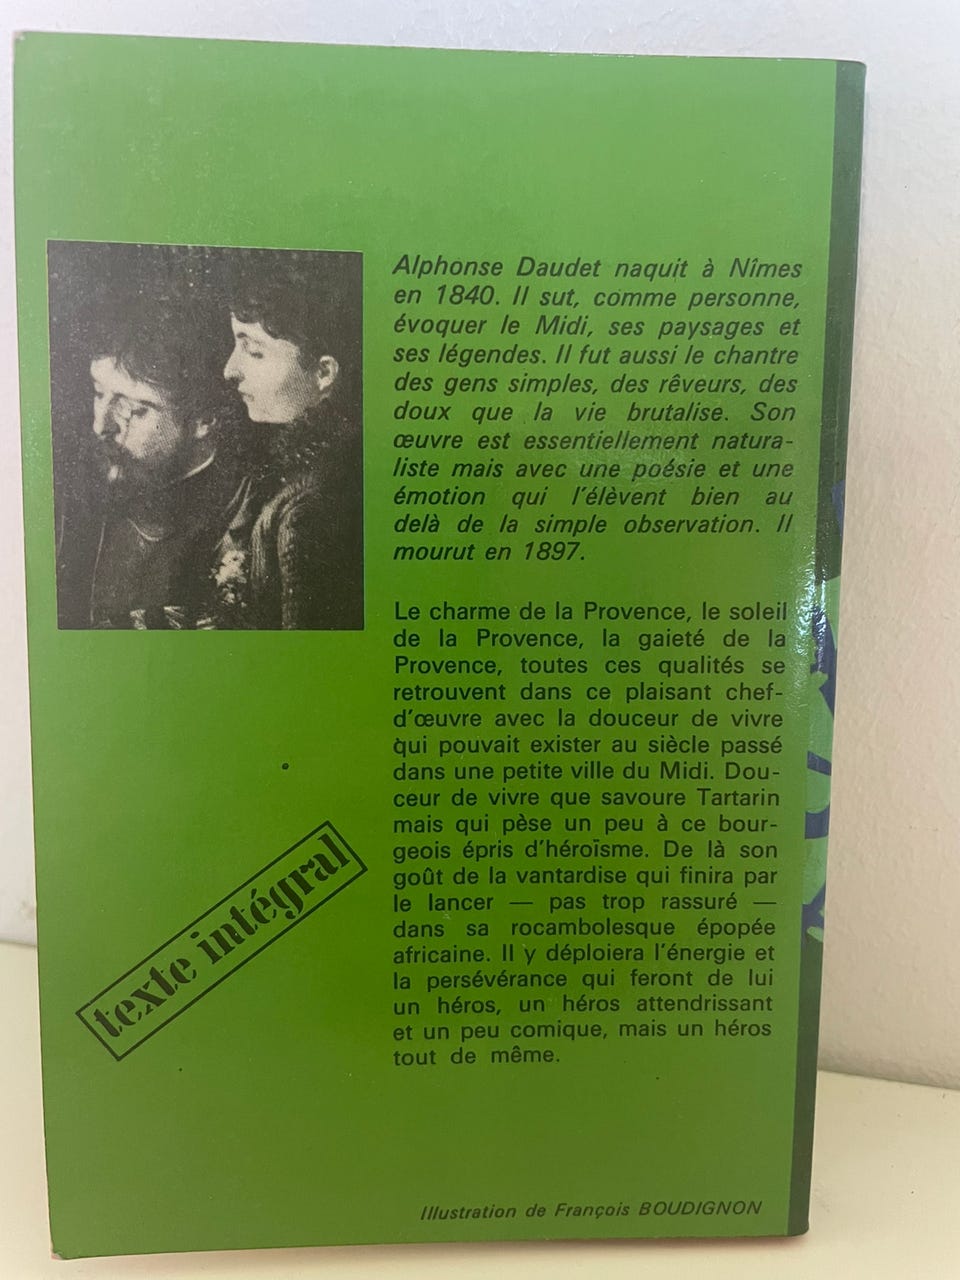 Alphonse Daudet naquit à Nîmes
en 1840. Il sut, comme personne,
évoquer le Midi, ses paysages et
ses légendes. Il fut aussi le chantre
des gens simples, des rêveurs, des
doux que la vie brutalise. Son
œuvre est essentiellement natura-
liste mais avec une poésie et une
émotion qui l'élèvent bien au
delà de la simple observation. Il
mourut en 1897.
Le charme de la Provence, le soleil
de la Provence, la gaieté de la
Provence, toutes ces qualités se
retrouvent dans ce plaisant chef-
d'œuvre avec la douceur de vivre
qui pouvait exister au siècle passé
dans une petite ville du Midi. Dou-
ceur de vivre que savoure Tartarin
mais qui pèse un peu à ce bour-
geois épris d'héroïsme. De là son
goût de la vantardise qui finira par
le lancer — pas trop rassuré —
dans sa rocambolesque épopée
africaine. Il y déploiera l'énergie et
la persévérance qui feront de lui
un héros, un héros attendrissant
et un peu comique, mais un héros
tout de même.
texte intégral
Illustration de François BOUDIGNON